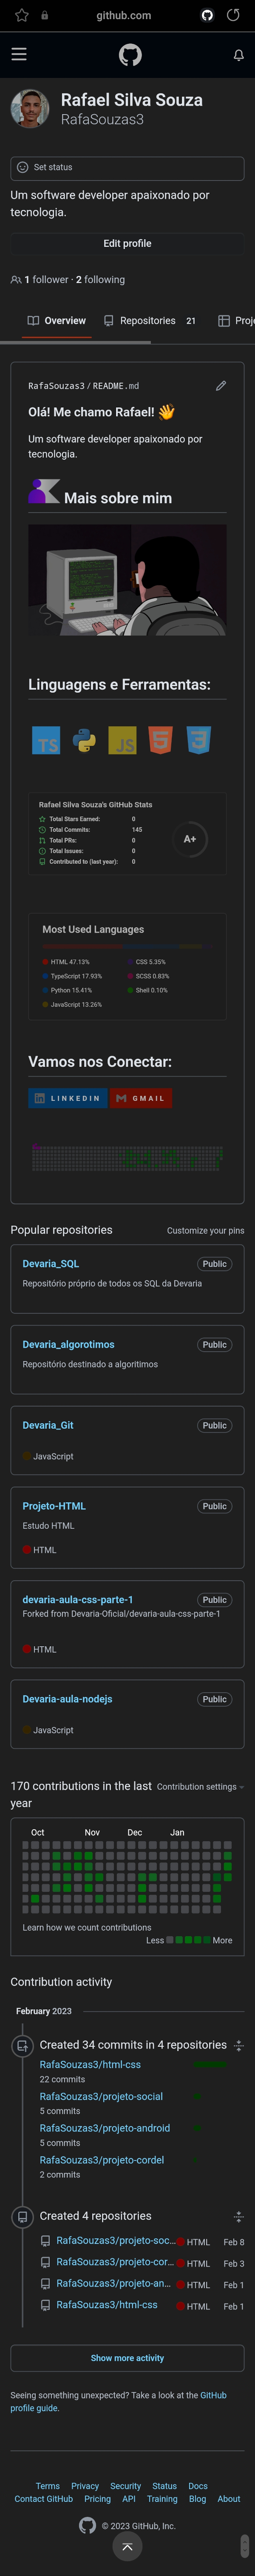 github.com
Rafael Silva Souza
RafaSouzas3
Set status
Um software developer apaixonado por
tecnologia.
Edit profile
1 follower · 2 following
Overview
Repositories 21
Proje
RafaSouzas3 / README.md
Olá! Me chamo Rafael! 👋
Um software developer apaixonado por
tecnologia.
Mais sobre mim
Linguagens e Ferramentas:
TS JS 5 3
Rafael Silva Souza's GitHub Stats
Total Stars Earned: 0
Total Commits: 145
Total PRs: 0
Total Issues: 0
Contributed to (last year): 0
A+
Most Used Languages
HTML 47.13%
CSS 5.35%
TypeScript 17.93%
SCSS 0.83%
Python 15.41%
Shell 0.10%
JavaScript 13.26%
Vamos nos Conectar:
LINKEDIN
GMAIL
Popular repositories
Customize your pins
Devaria_SQL
Public
Repositório próprio de todos os SQL da Devaria
Devaria_algorotimos
Public
Repositório destinado a algoritimos
Devaria_Git
Public
JavaScript
Projeto-HTML
Public
Estudo HTML
HTML
devaria-aula-css-parte-1
Public
Forked from Devaria-Oficial/devaria-aula-css-parte-1
HTML
Devaria-aula-nodejs
Public
JavaScript
170 contributions in the last
year
Contribution settings
Oct Nov Dec Jan
Learn how we count contributions
Less More
Contribution activity
February 2023
Created 34 commits in 4 repositories
RafaSouzas3/html-css
22 commits
RafaSouzas3/projeto-social
5 commits
RafaSouzas3/projeto-android
5 commits
RafaSouzas3/projeto-cordel
2 commits
Created 4 repositories
RafaSouzas3/projeto-soc... HTML Feb 8
RafaSouzas3/projeto-cor... HTML Feb 3
RafaSouzas3/projeto-an... HTML Feb 1
RafaSouzas3/html-css HTML Feb 1
Show more activity
Seeing something unexpected? Take a look at the GitHub
profile guide.
Terms Privacy Security Status Docs
Contact GitHub Pricing API Training Blog About
© 2023 GitHub, Inc.